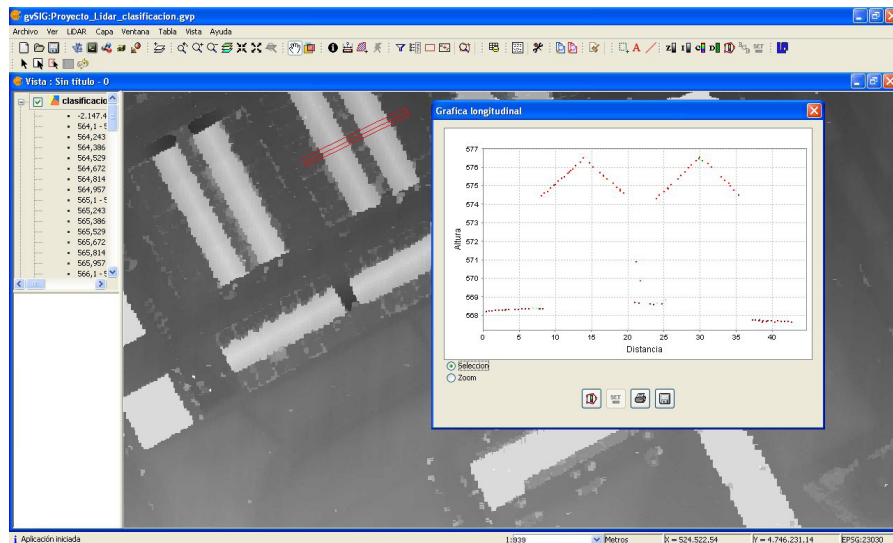 gvSIG:Proyecto_Lidar_clasificacion.gvp
Archivo Ver LiDAR Capa Ventana Tabla Vista Ayuda
Vista : Sin título - 0
clasificacio
-2.147.4
564,1 - 5
564,243
564,386
564,529
564,672
564,814
564,957
565,1 - 5
565,243
565,386
565,529
565,672
565,814
565,957
566,1 - 5
Grafica longitudinal
577
576
575
574
573
572
571
570
569
568
Altura
0 5 10 15 20 25 30 35 40
Distancia
Seleccion
Zoom
SET
Aplicación iniciada
1:939
Metros
X = 524.522,54
Y = 4.746.231,14
EPSG:23030